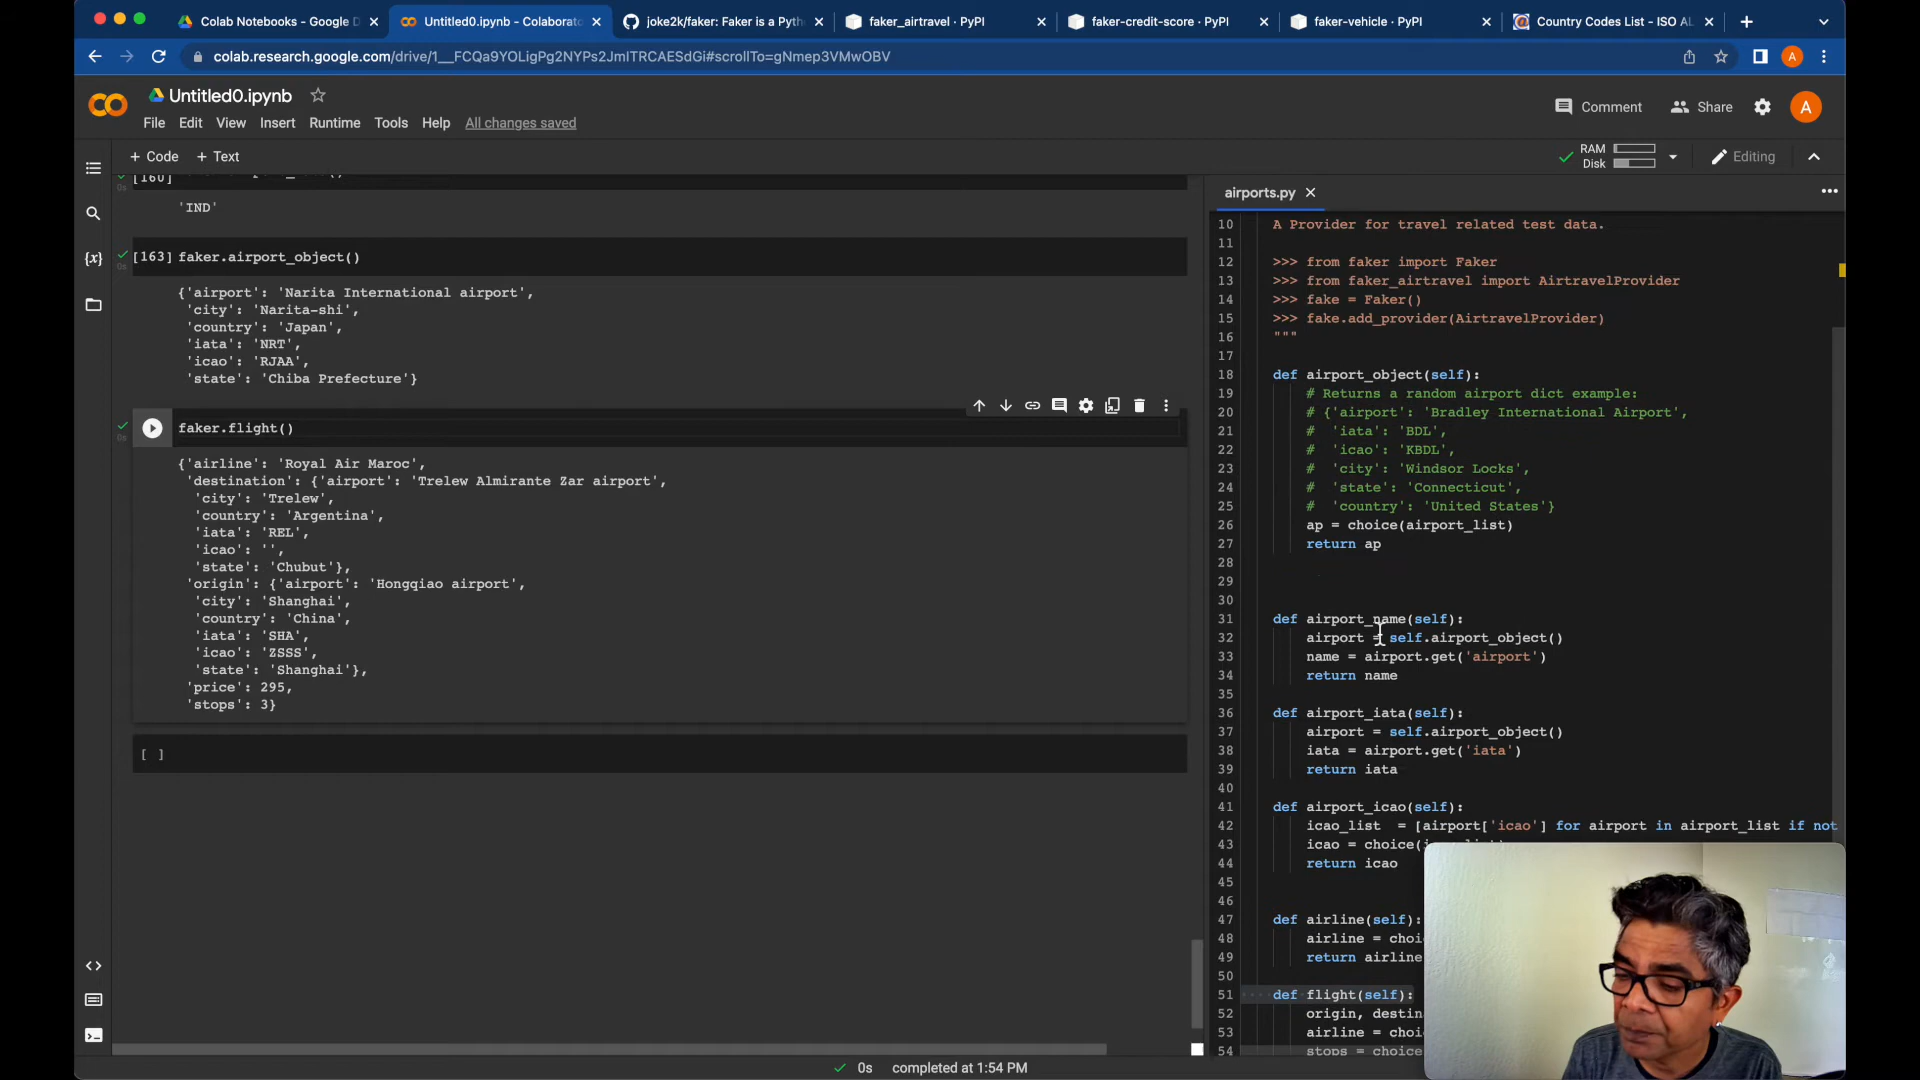 Colab Notebooks - Google D
Untitled0.ipynb - Colaborato
joke2k/faker: Faker is a Pyth
faker_airtravel · PyPI
faker-credit-score · PyPI
faker-vehicle · PyPI
Country Codes List - ISO AL
colab.research.google.com/drive/1__FCQa9YOLigPg2NYPs2JmITRCAESdGi#scrollTo=gNmep3VMwOBV
A
CO
Untitled0.ipynb
Comment
Share
A
File Edit View Insert Runtime Tools Help All changes saved
+ Code + Text
RAM
Disk
Editing
[160]
0s
'IND'
[163] faker.airport_object()
0s
{'airport': 'Narita International airport',
'city': 'Narita-shi',
'country': 'Japan',
'iata': 'NRT',
'icao': 'RJAA',
'state': 'Chiba Prefecture'}
faker.flight()
0s
{'airline': 'Royal Air Maroc',
'destination': {'airport': 'Trelew Almirante Zar airport',
'city': 'Trelew',
'country': 'Argentina',
'iata': 'REL',
'icao': '',
'state': 'Chubut'},
'origin': {'airport': 'Hongqiao airport',
'city': 'Shanghai',
'country': 'China',
'iata': 'SHA',
'icao': 'ZSSS',
'state': 'Shanghai'},
'price': 295,
'stops': 3}
[ ]
{x}
airports.py
10 A Provider for travel related test data.
11
12 >>> from faker import Faker
13 >>> from faker_airtravel import AirtravelProvider
14 >>> fake = Faker()
15 >>> fake.add_provider(AirtravelProvider)
16 """
17
18 def airport_object(self):
19 # Returns a random airport dict example:
20 # {'airport': 'Bradley International Airport',
21 # 'iata': 'BDL',
22 # 'icao': 'KBDL',
23 # 'city': 'Windsor Locks',
24 # 'state': 'Connecticut',
25 # 'country': 'United States'}
26 ap = choice(airport_list)
27 return ap
28
29
30
31 def airport_name(self):
32 airport = self.airport_object()
33 name = airport.get('airport')
34 return name
35
36 def airport_iata(self):
37 airport = self.airport_object()
38 iata = airport.get('iata')
39 return iata
40
41 def airport_icao(self):
42 icao_list = [airport['icao'] for airport in airport_list if not
43 icao = choice(
44 return icao
45
46
47 def airline(self):
48 airline = choi
49 return airline
50
51 def flight(self):
52 origin, destin
53 airline = choi
54 stops = choice
0s completed at 1:54 PM